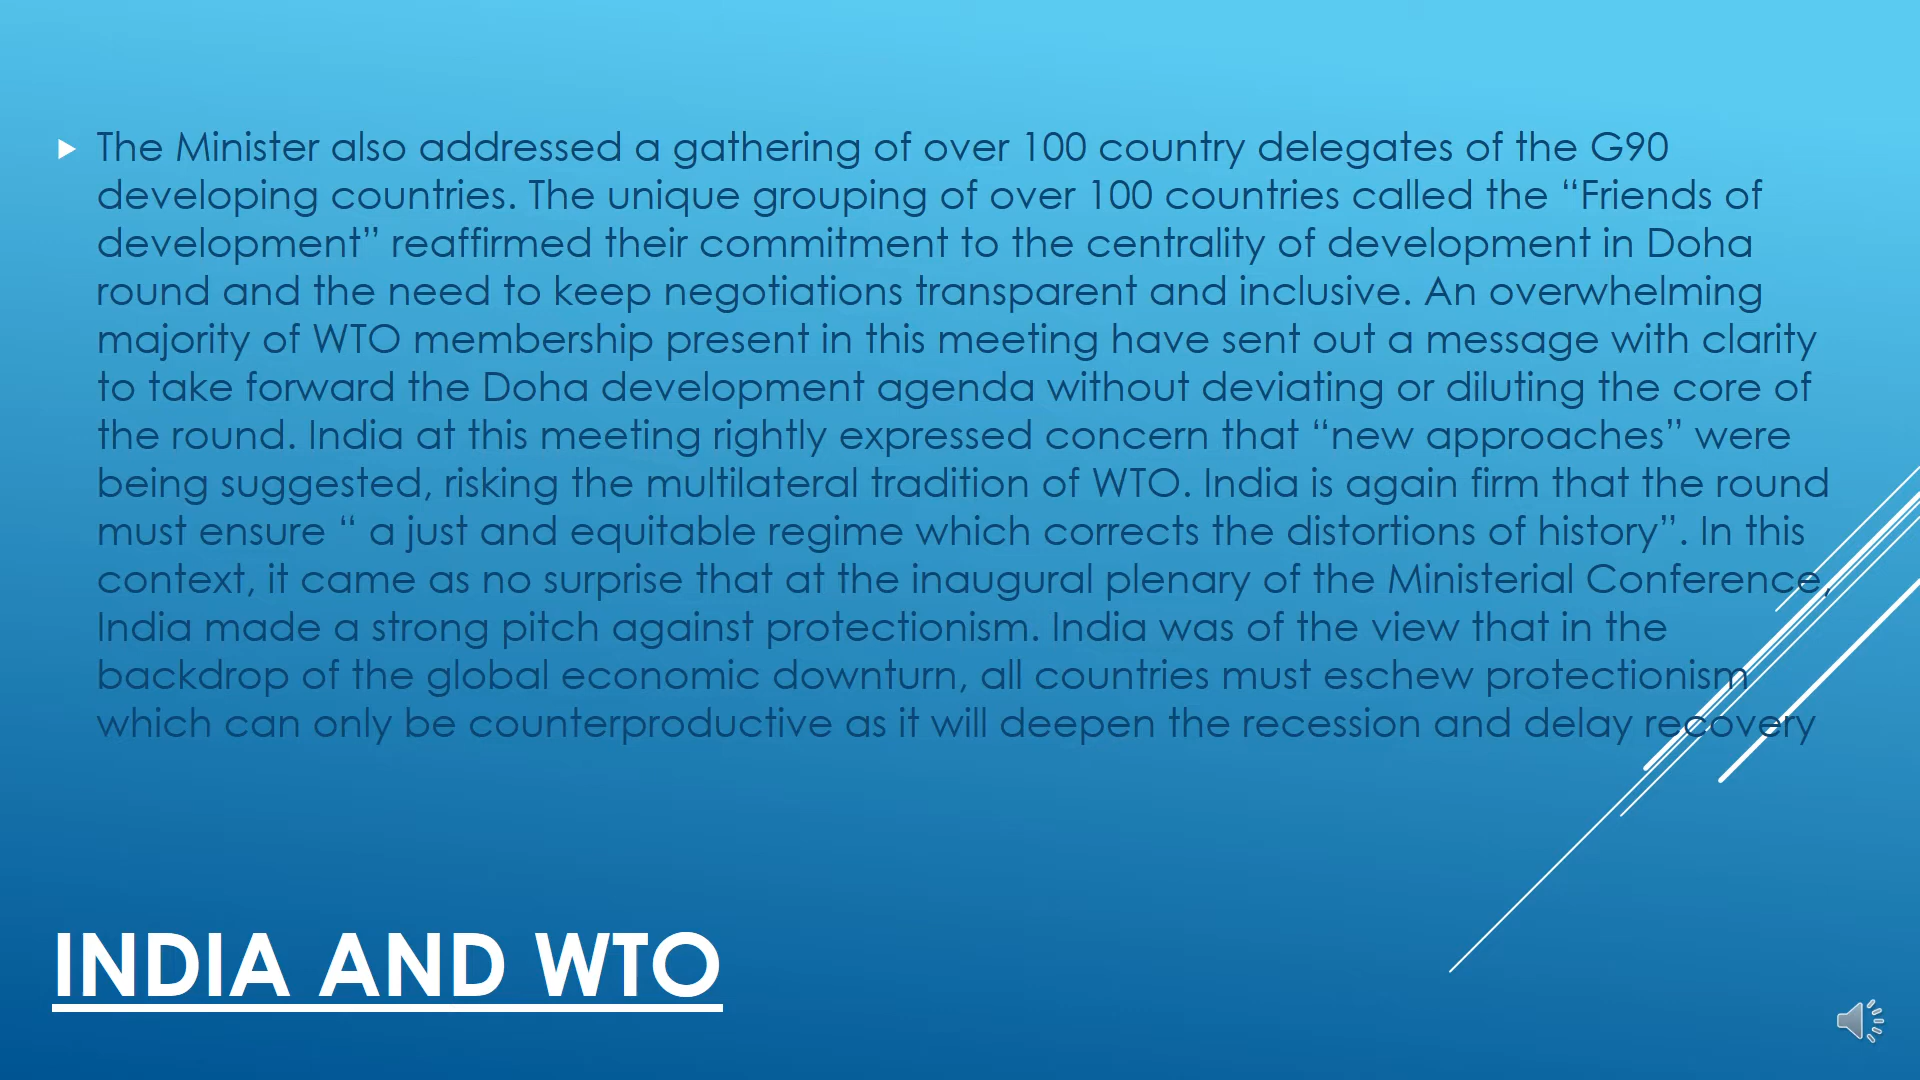 The Minister also addressed a gathering of over 100 country delegates of the G90
developing countries. The unique grouping of over 100 countries called the “Friends of
development” reaffirmed their commitment to the centrality of development in Doha
round and the need to keep negotiations transparent and inclusive. An overwhelming
majority of WTO membership present in this meeting have sent out a message with clarity
to take forward the Doha development agenda without deviating or diluting the core of
the round. India at this meeting rightly expressed concern that “new approaches” were
being suggested, risking the multilateral tradition of WTO. India is again firm that the round
must ensure “ a just and equitable regime which corrects the distortions of history”. In this
context, it came as no surprise that at the inaugural plenary of the Ministerial Conference,
India made a strong pitch against protectionism. India was of the view that in the
backdrop of the global economic downturn, all countries must eschew protectionism
which can only be counterproductive as it will deepen the recession and delay recovery
INDIA AND WTO